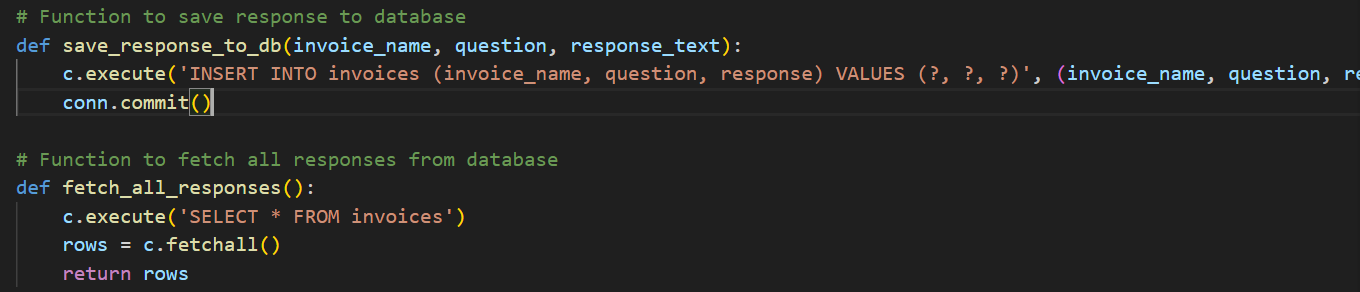 # Function to save response to database
def save_response_to_db(invoice_name, question, response_text):
    c.execute('INSERT INTO invoices (invoice_name, question, response) VALUES (?, ?, ?)', (invoice_name, question, re
    conn.commit()
# Function to fetch all responses from database
def fetch_all_responses():
    c.execute('SELECT * FROM invoices')
    rows = c.fetchall()
    return rows